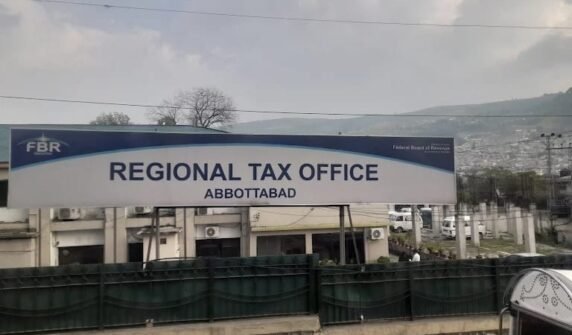 FBR
Federal Board of Revenue
REGIONAL TAX OFFICE
ABBOTTABAD